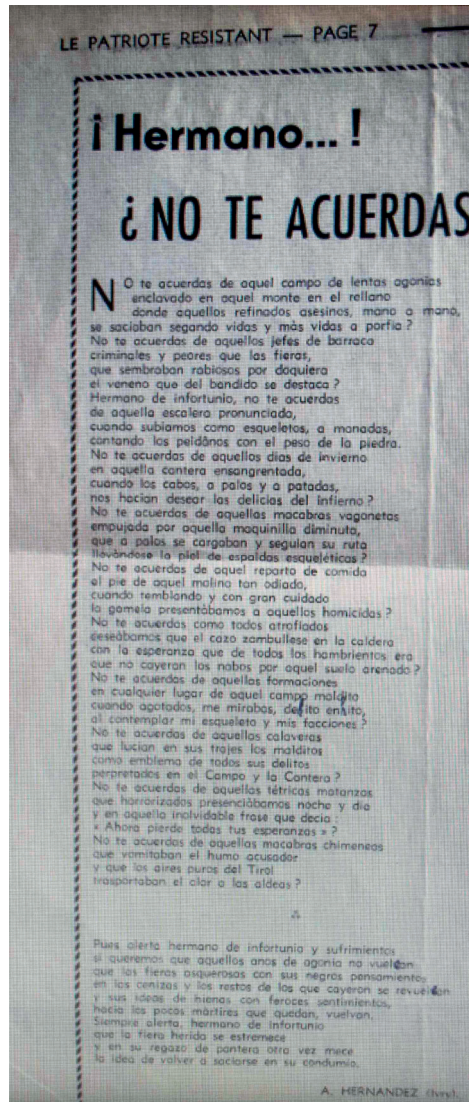 LE PATRIOTE RESISTANT — PAGE 7
¡Hermano...!
¿NO TE ACUERDAS
NO te acuerdas de aquel campo de lentas agonias
enclavado en aquel monte en el rellano
donde aquellos refinados asesinos, mano a mano,
se saciaban segando vidas y màs vidas a porfia?
No te acuerdas de aquellos jefes de barraca
criminales y peores que las fieras,
que sembraban rabiosos por doquiera
el veneno que del bandido se destaca?
Hermano de infortunio, no te acuerdas
de aquella escalera pronunciada,
cuando subiamos como esqueletos, a manadas,
contando los peldânos con el peso de la piedra.
No te acuerdas de aquellos dias de invierno
en aquella cantera ensangrentada,
cuando los cabos, a palos y a patadas,
nos hacian desear las delicias del infierno?
No te acuerdas de aquellas macabras vagonetas
empujada por aquella maquinilla diminuta,
que a palos se cargaban y seguian su ruta
llevándose la piel de espaldas esqueléticas?
No te acuerdas de aquel reparto de comida
al pie de aquel molino tan odiado,
cuando temblando y con gran cuidado
la gamela presentábamos a aquellos homicidas?
No te acuerdas como todos atrofiados
deseábamos que el cazo zambullese en la caldera
con la esperanza que de todos los hambrientos era
que no cayeran los nabos por aquel suelo arenado?
No te acuerdas de aquellas formaciones
en cualquier lugar de aquel campo maldito
cuando agotados, me mirabas, de ito en ito,
al contemplar mi esqueleto y mis facciones?
No te acuerdas de aquellas calaveras
que lucian en sus trajes los malditos
como emblema de todos sus delitos
perpretados en el Campo y la Cantera?
No te acuerdas de aquellas tétricas matanzas
que horrorizados presenciábamos noche y dia
y en aquella inolvidable frase que decia:
« Ahora pierde todas tus esperanzas »?
No te acuerdas de aquellas macabras chimeneas
que vomitaban el humo acusador
y que los aires puros del Tirol
trasportaban el olor a las aldeas?
Pues alerta hermano de infortunio y sufrimientos
si queremos que aquellos anos de agonia no vuelvan
que las fieras asquerosas con sus negros pensamientos
en las cenizas y los restos de los que cayeron se revuelvan
y sus ideas de hienas con feroces sentimientos,
hacia los pocos mártires que quedan, vuelvan.
Siempre alerta, hermano de infortunio
que la fiera herida se estremece
y en su regazo de pantera otra vez mece
la idea de volver a saciarse en su condumio.
A. HERNANDEZ (Ivry).